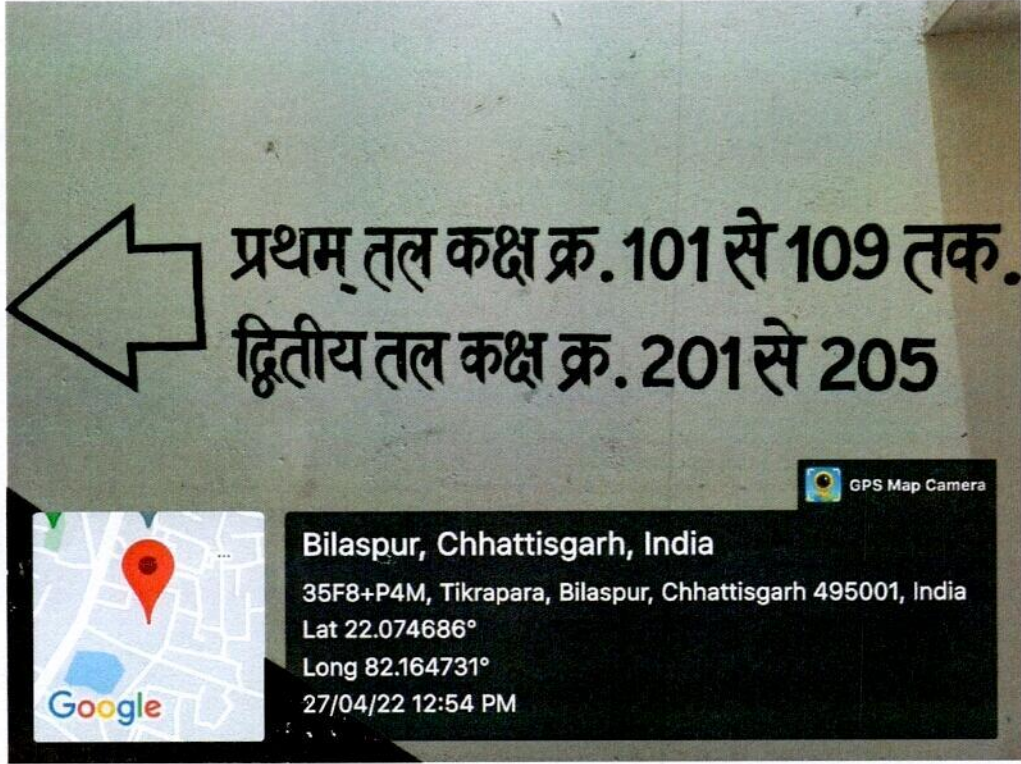 प्रथम् तल कक्ष क्र. 101 से 109 तक.
द्वितीय तल कक्ष क्र. 201 से 205
GPS Map Camera
Bilaspur, Chhattisgarh, India
35F8+P4M, Tikrapara, Bilaspur, Chhattisgarh 495001, India
Lat 22.074686°
Long 82.164731°
27/04/22 12:54 PM
Google